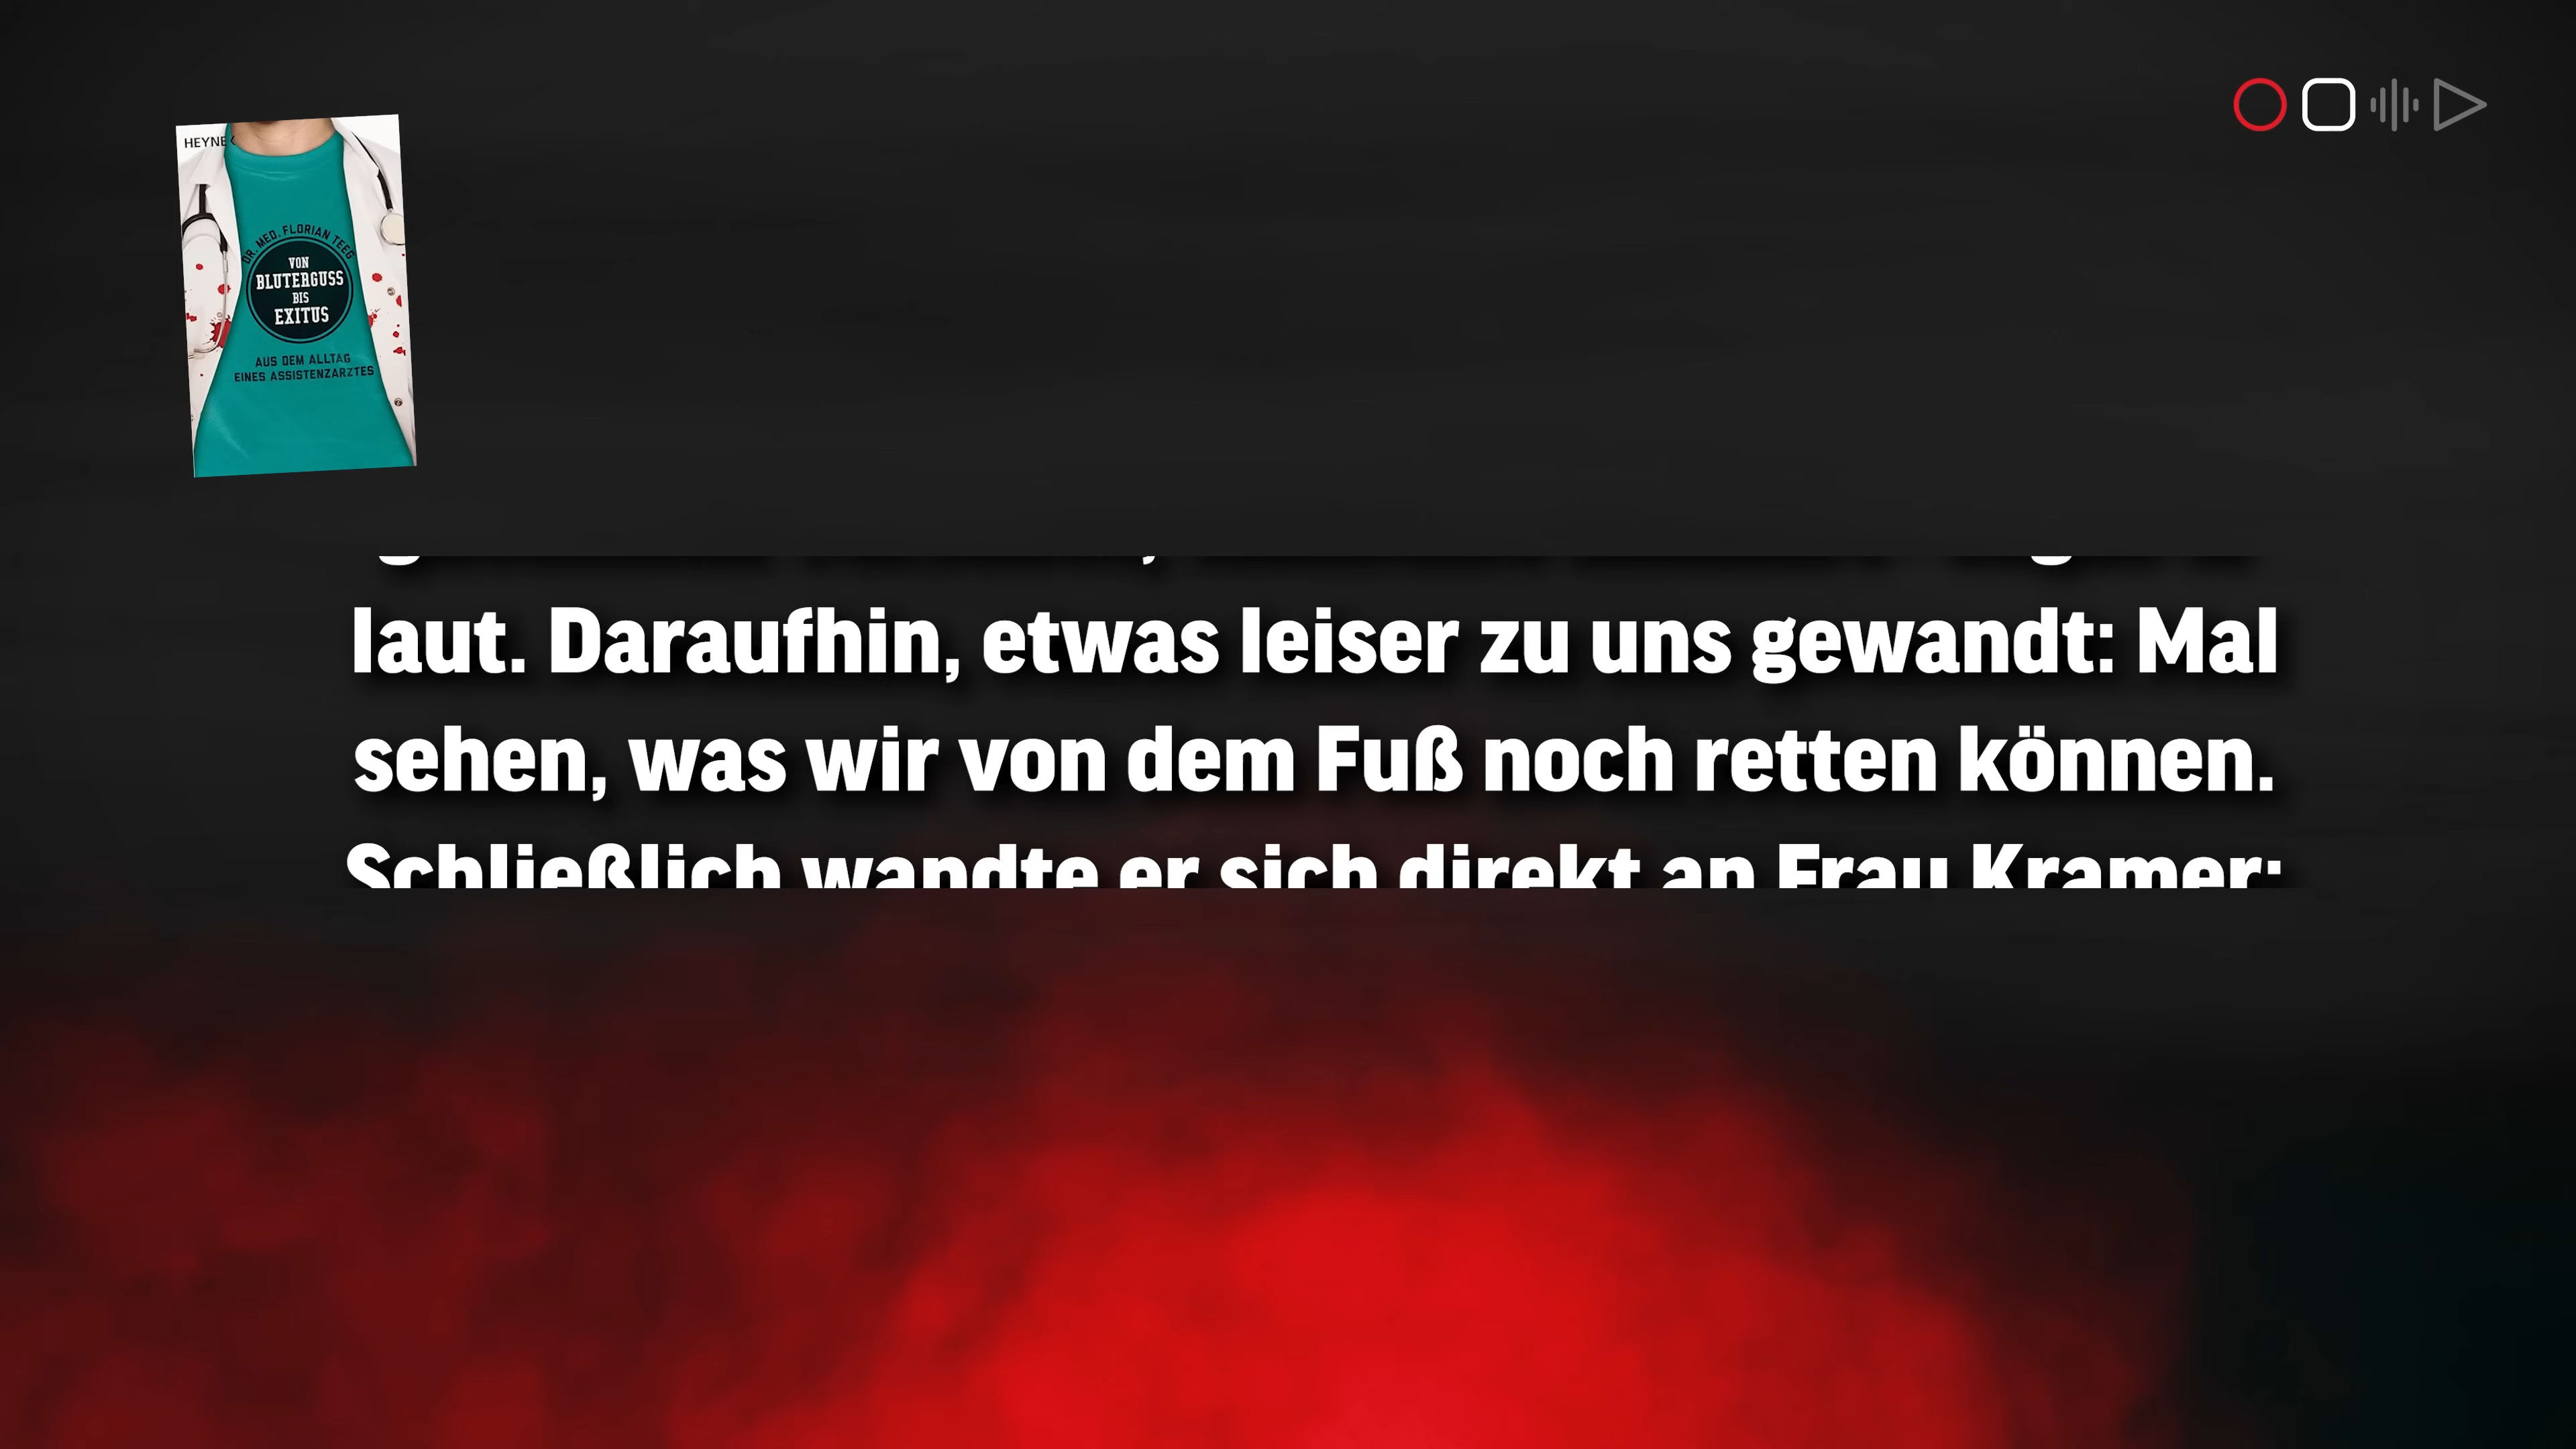 HEYNE
DR. MED. FLORIAN TEEG
VON
BLUTERGUSS
BIS
EXITUS
AUS DEM ALLTAG
EINES ASSISTENZARZTES
laut. Daraufhin, etwas leiser zu uns gewandt: Mal
sehen, was wir von dem Fuß noch retten können.
Schließlich wandte er sich direkt an Frau Kramer: